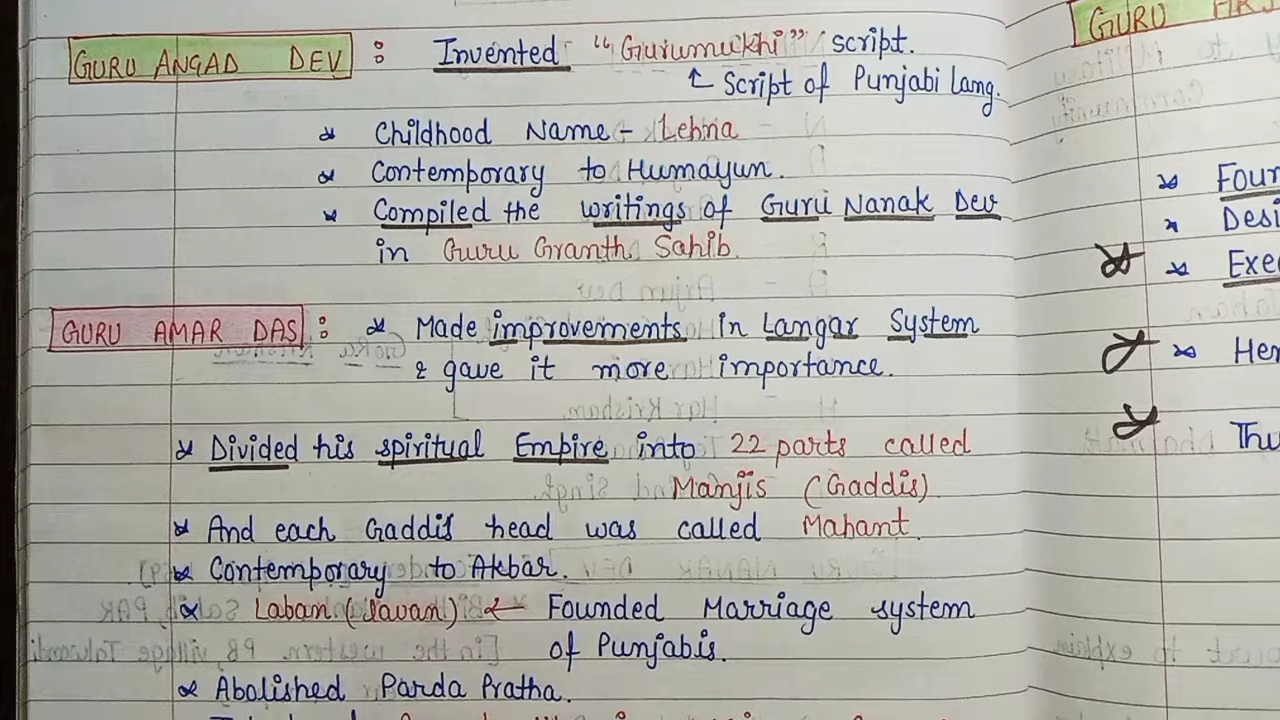 GURU ANGAD DEV : Invented "Gurumukhi" script.
↑ Script of Punjabi Lang.
Childhood Name - Lehna
Contemporary to Humayun.
Compiled the writings of Guru Nanak Dev
in Guru Granth Sahib.
GURU AMAR DAS : Made improvements in Langar System
& gave it more importance.
Divided his spiritual Empire into 22 parts called
Manjis (Gaddis).
And each Gaddis head was called Mahant.
Contemporary to Akbar.
Laban (Lavan) ← Founded Marriage system
of Punjabis.
Abolished Parda Pratha.
GURU
Four
Desi
Exe
Her
Thu